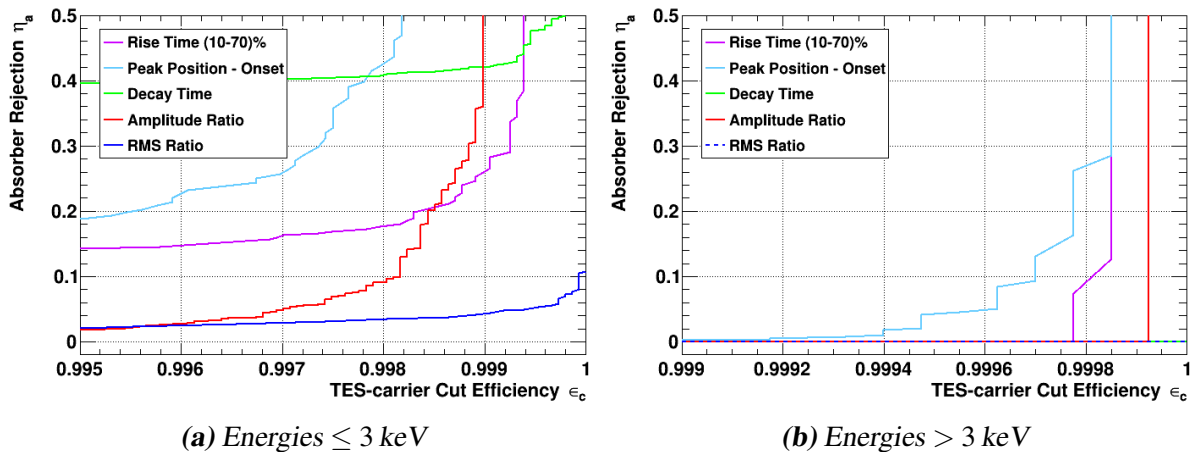 Absorber Rejection ηa
0.5
0.4
0.3
0.2
0.1
0
Rise Time (10-70)%
Peak Position - Onset
Decay Time
Amplitude Ratio
RMS Ratio
0.995 0.996 0.997 0.998 0.999 1
TES-carrier Cut Efficiency ϵc
(a) Energies ≤ 3 keV
Absorber Rejection ηa
0.5
0.4
0.3
0.2
0.1
0
Rise Time (10-70)%
Peak Position - Onset
Decay Time
Amplitude Ratio
RMS Ratio
0.999 0.9992 0.9994 0.9996 0.9998 1
TES-carrier Cut Efficiency ϵc
(b) Energies > 3 keV